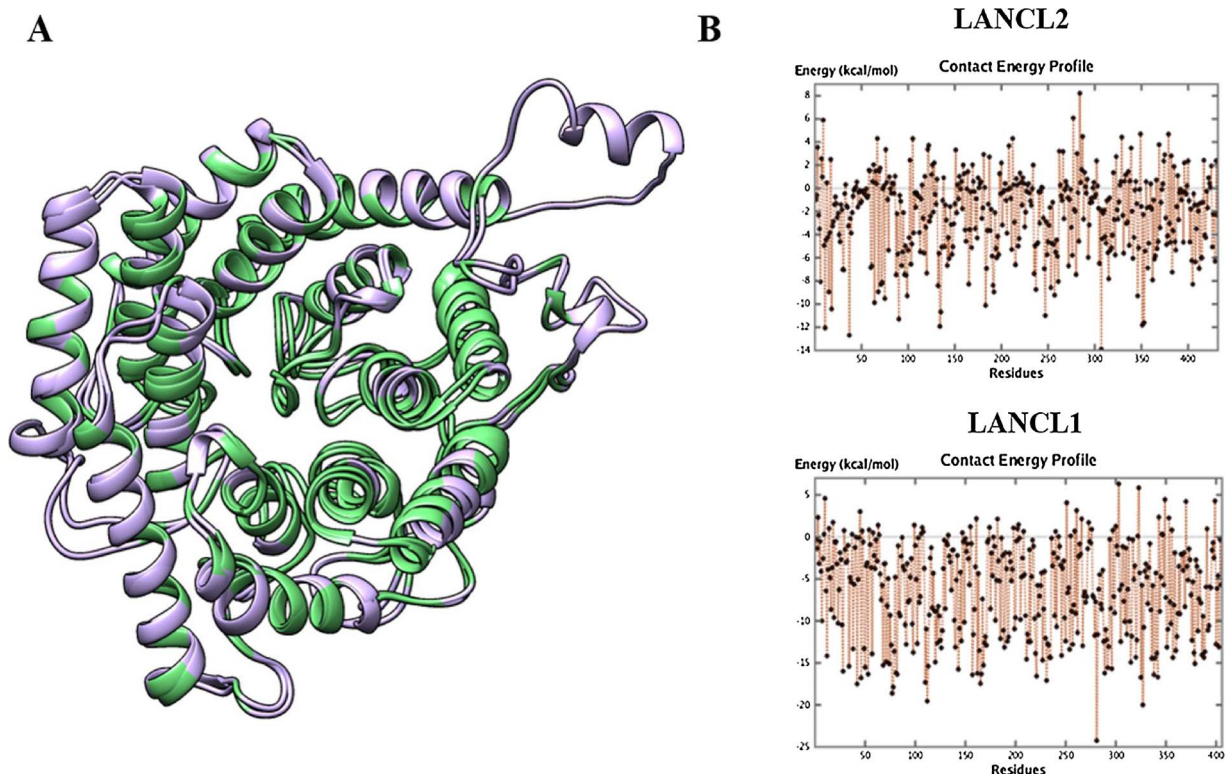 A
B
LANCL2
Energy (kcal/mol) Contact Energy Profile
8
6
4
2
0
-2
-4
-6
-8
-10
-12
-14
50 100 150 200 250 300 350 400
Residues
LANCL1
Energy (kcal/mol) Contact Energy Profile
5
0
-5
-10
-15
-20
-25
50 100 150 200 250 300 350 400
Residues